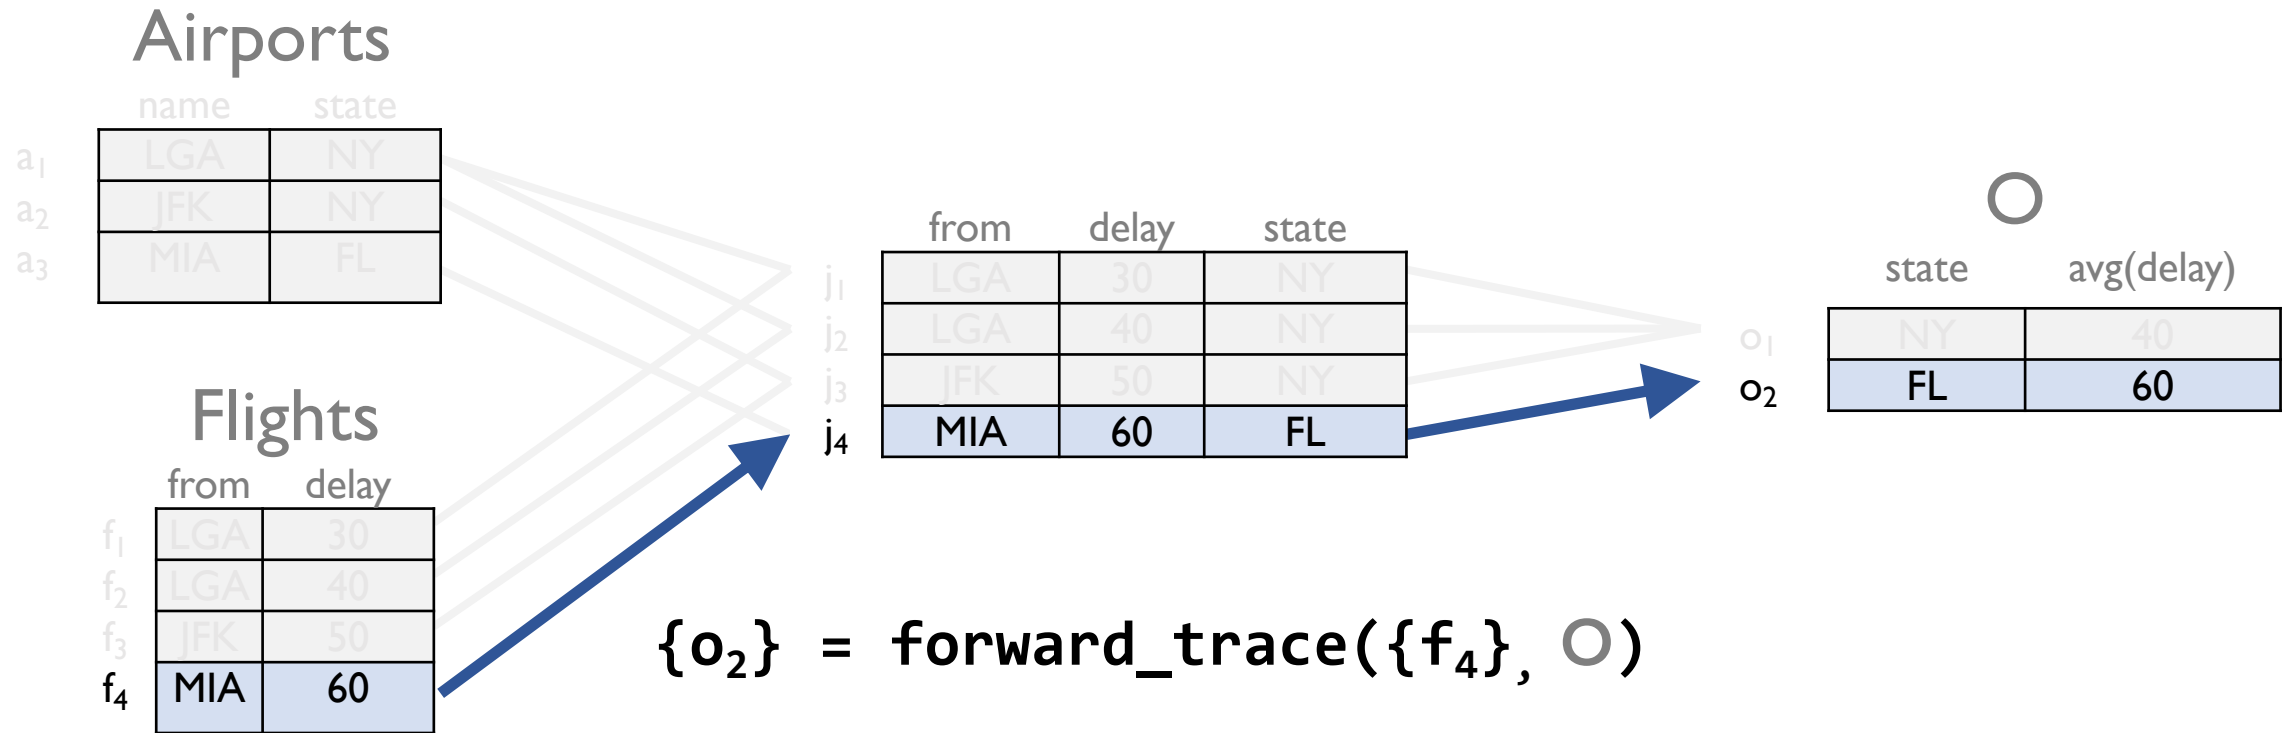 Airports
name state
a₁ LGA NY
a₂ JFK NY
a₃ MIA FL
Flights
from delay
f₁ LGA 30
f₂ LGA 40
f₃ JFK 50
f₄ MIA 60
from delay state
j₁ LGA 30 NY
j₂ LGA 40 NY
j₃ JFK 50 NY
j₄ MIA 60 FL
O
state avg(delay)
o₁ NY 40
o₂ FL 60
{o₂} = forward_trace({f₄}, O)